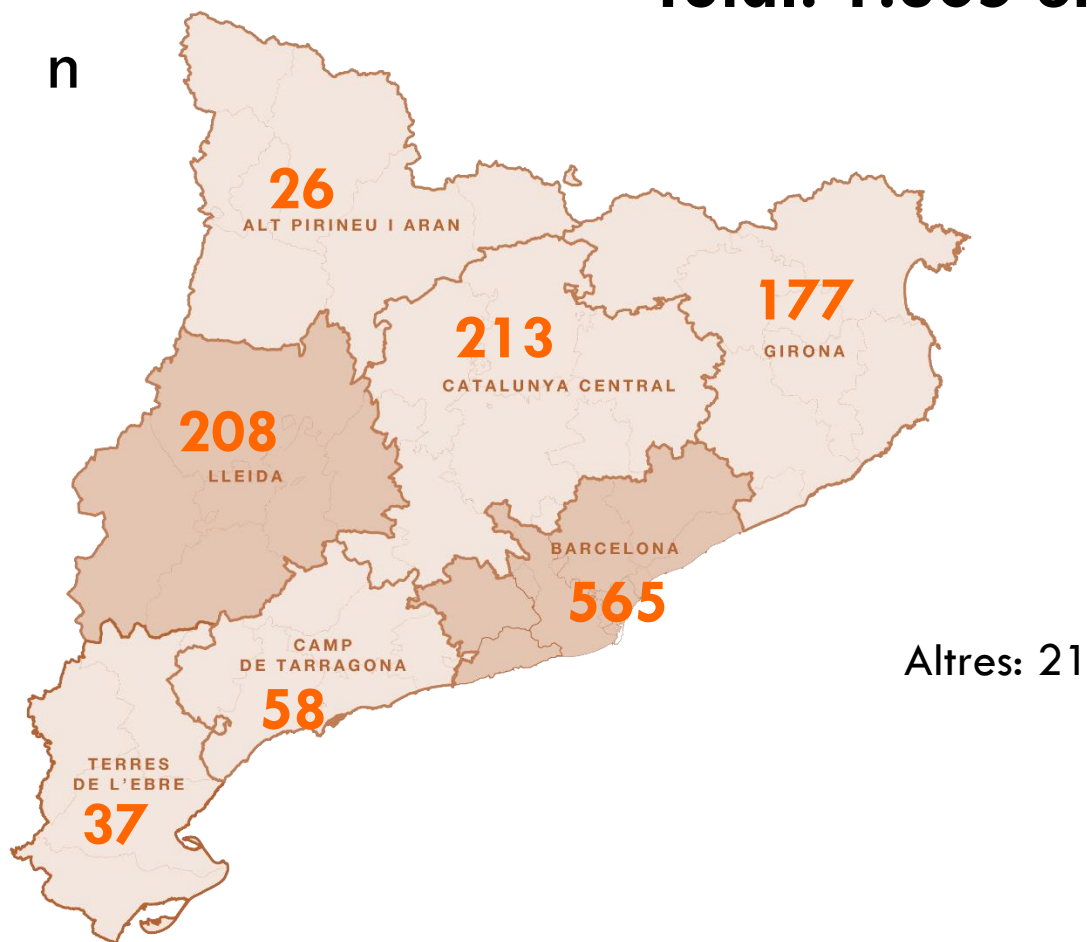 Total:
n
26
ALT PIRINEU I ARAN
177
GIRONA
213
CATALUNYA CENTRAL
208
LLEIDA
BARCELONA
565
CAMP
DE TARRAGONA
58
Altres: 21
TERRES
DE L'EBRE
37